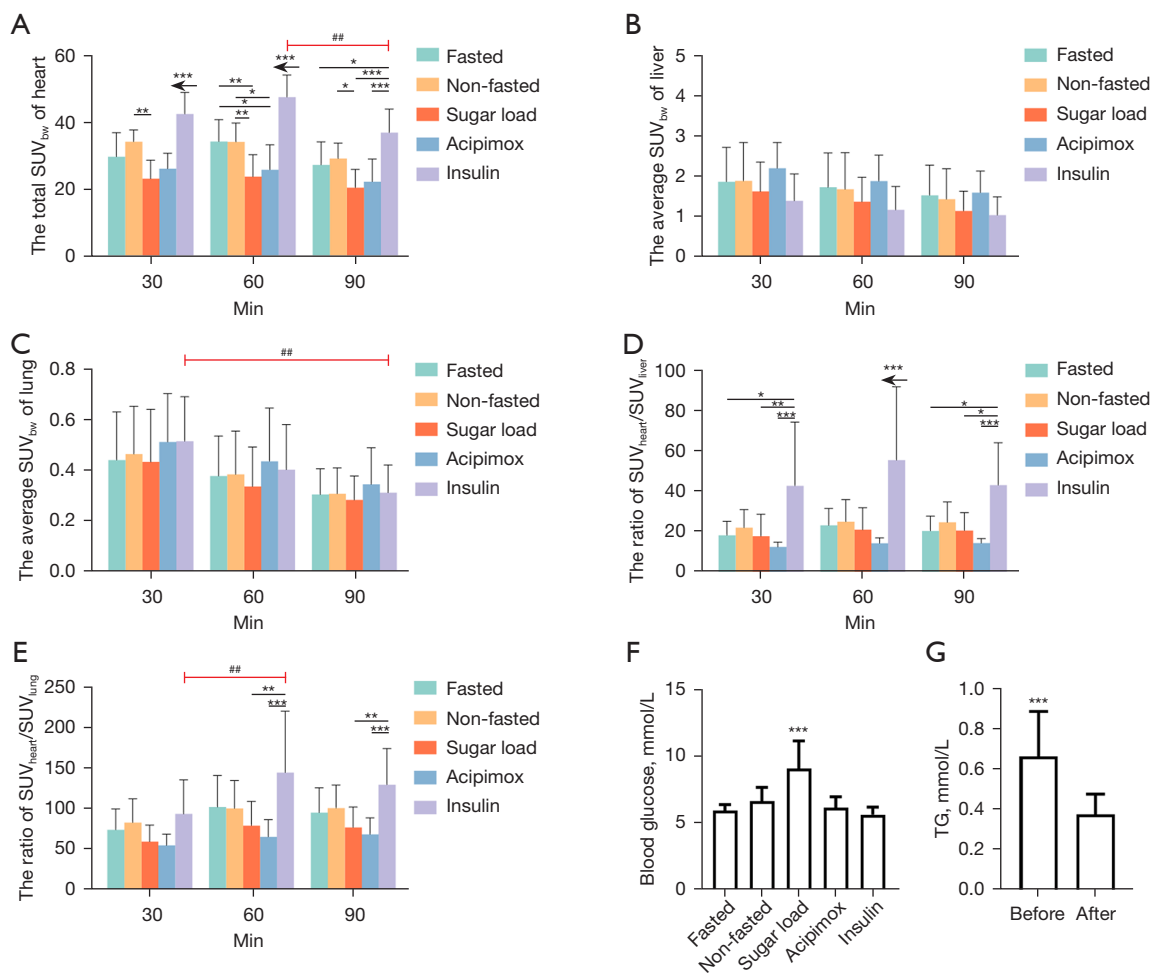 A
The total SUVbw of heart
60
40
20
0
30
60
90
Min
***
**
**
*
*
**
***
##
*
***
*
***
Fasted
Non-fasted
Sugar load
Acipimox
Insulin
B
The average SUVbw of liver
5
4
3
2
1
0
30
60
90
Min
Fasted
Non-fasted
Sugar load
Acipimox
Insulin
C
The average SUVbw of lung
0.8
0.6
0.4
0.2
0.0
30
60
90
Min
##
Fasted
Non-fasted
Sugar load
Acipimox
Insulin
D
The ratio of SUVheart/SUVliver
100
80
60
40
20
0
30
60
90
Min
*
**
***
***
*
*
***
Fasted
Non-fasted
Sugar load
Acipimox
Insulin
E
The ratio of SUVheart/SUVlung
250
200
150
100
50
0
30
60
90
Min
##
**
***
**
***
Fasted
Non-fasted
Sugar load
Acipimox
Insulin
F
Blood glucose, mmol/L
15
10
5
0
***
Fasted
Non-fasted
Sugar load
Acipimox
Insulin
G
TG, mmol/L
1.0
0.8
0.6
0.4
0.2
0.0
***
Before
After